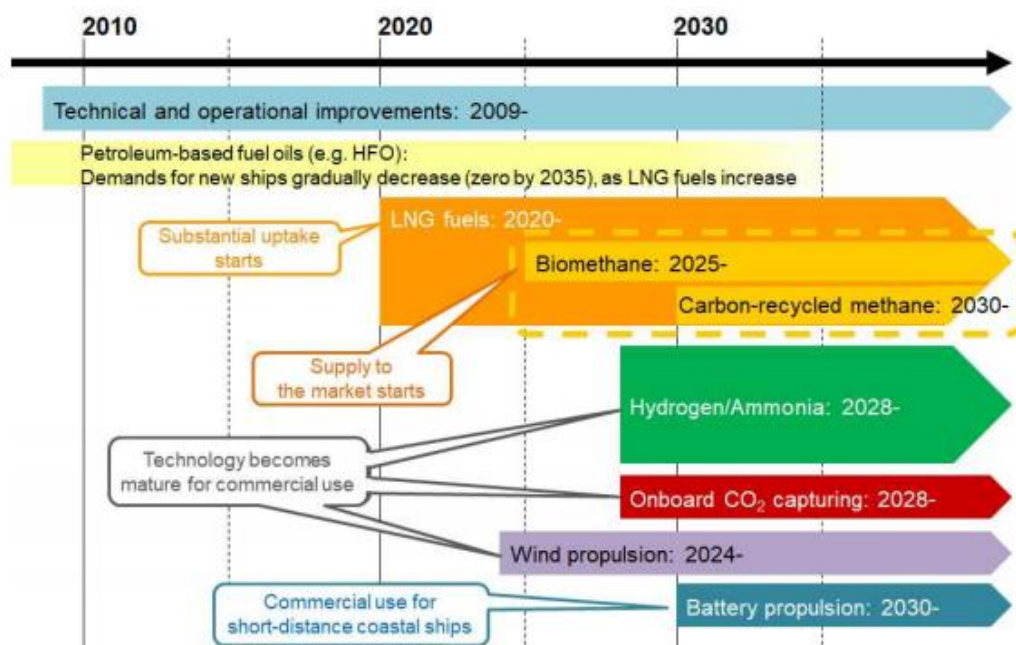 2010
2020
2030
Technical and operational improvements: 2009-
Petroleum-based fuel oils (e.g. HFO):
Demands for new ships gradually decrease (zero by 2035), as LNG fuels increase
LNG fuels: 2020-
Substantial uptake
starts
Biomethane: 2025-
Carbon-recycled methane: 2030-
Supply to
the market starts
Hydrogen/Ammonia: 2028-
Technology becomes
mature for commercial use
Onboard CO₂ capturing: 2028-
Wind propulsion: 2024-
Commercial use for
short-distance coastal ships
Battery propulsion: 2030-